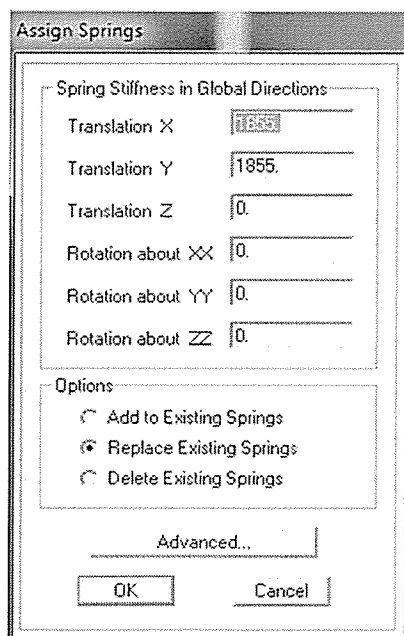 Assign Springs
Spring Stiffness in Global Directions
Translation X 1855.
Translation Y 1855.
Translation Z 0.
Rotation about XX 0.
Rotation about YY 0.
Rotation about ZZ 0.
Options
Add to Existing Springs
Replace Existing Springs
Delete Existing Springs
Advanced...
OK Cancel